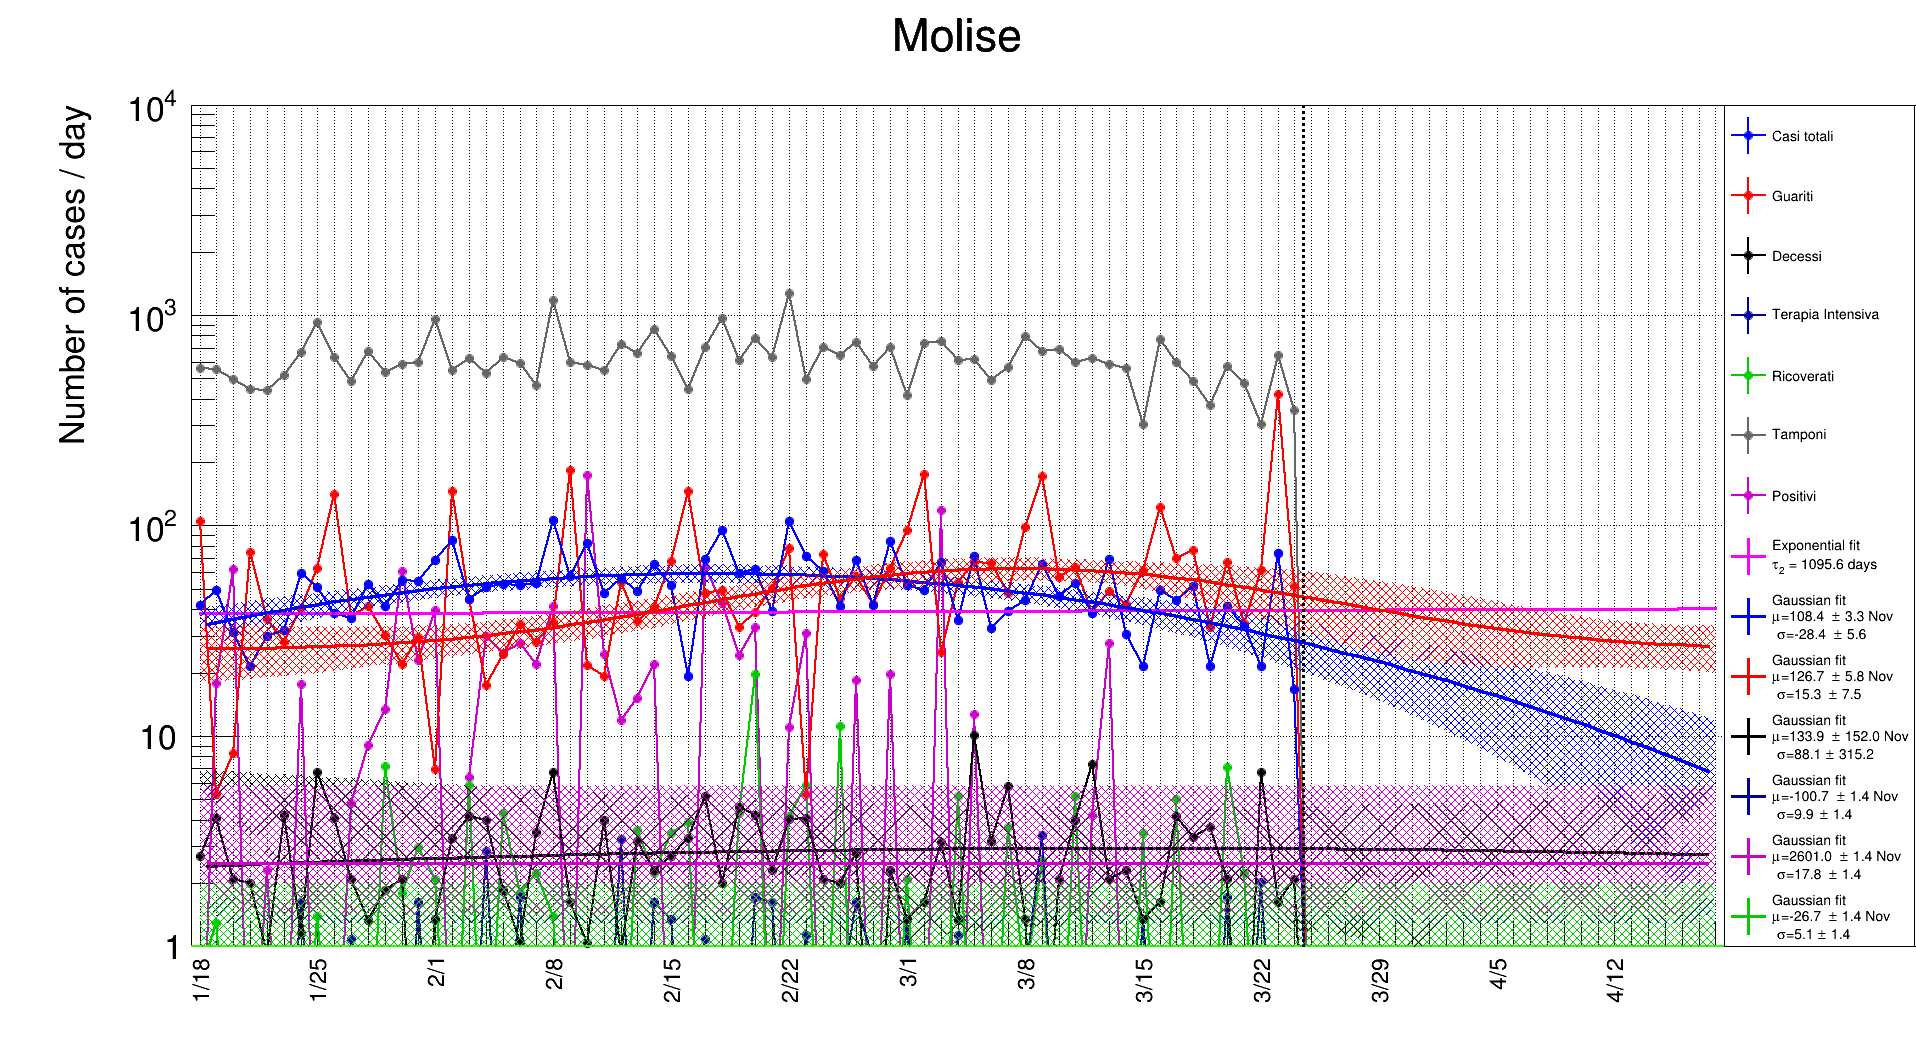 Molise
Number of cases / day
10⁴
10³
10²
10
1
1/18
1/25
2/1
2/8
2/15
2/22
3/1
3/8
3/15
3/22
3/29
4/5
4/12
Casi totali
Guariti
Decessi
Terapia Intensiva
Ricoverati
Tamponi
Positivi
Exponential fit
τ₂ = 1095.6 days
Gaussian fit
μ=108.4 ± 3.3 Nov
σ=-28.4 ± 5.6
Gaussian fit
μ=126.7 ± 5.8 Nov
σ=15.3 ± 7.5
Gaussian fit
μ=133.9 ± 152.0 Nov
σ=88.1 ± 315.2
Gaussian fit
μ=-100.7 ± 1.4 Nov
σ=9.9 ± 1.4
Gaussian fit
μ=2601.0 ± 1.4 Nov
σ=17.8 ± 1.4
Gaussian fit
μ=-26.7 ± 1.4 Nov
σ=5.1 ± 1.4